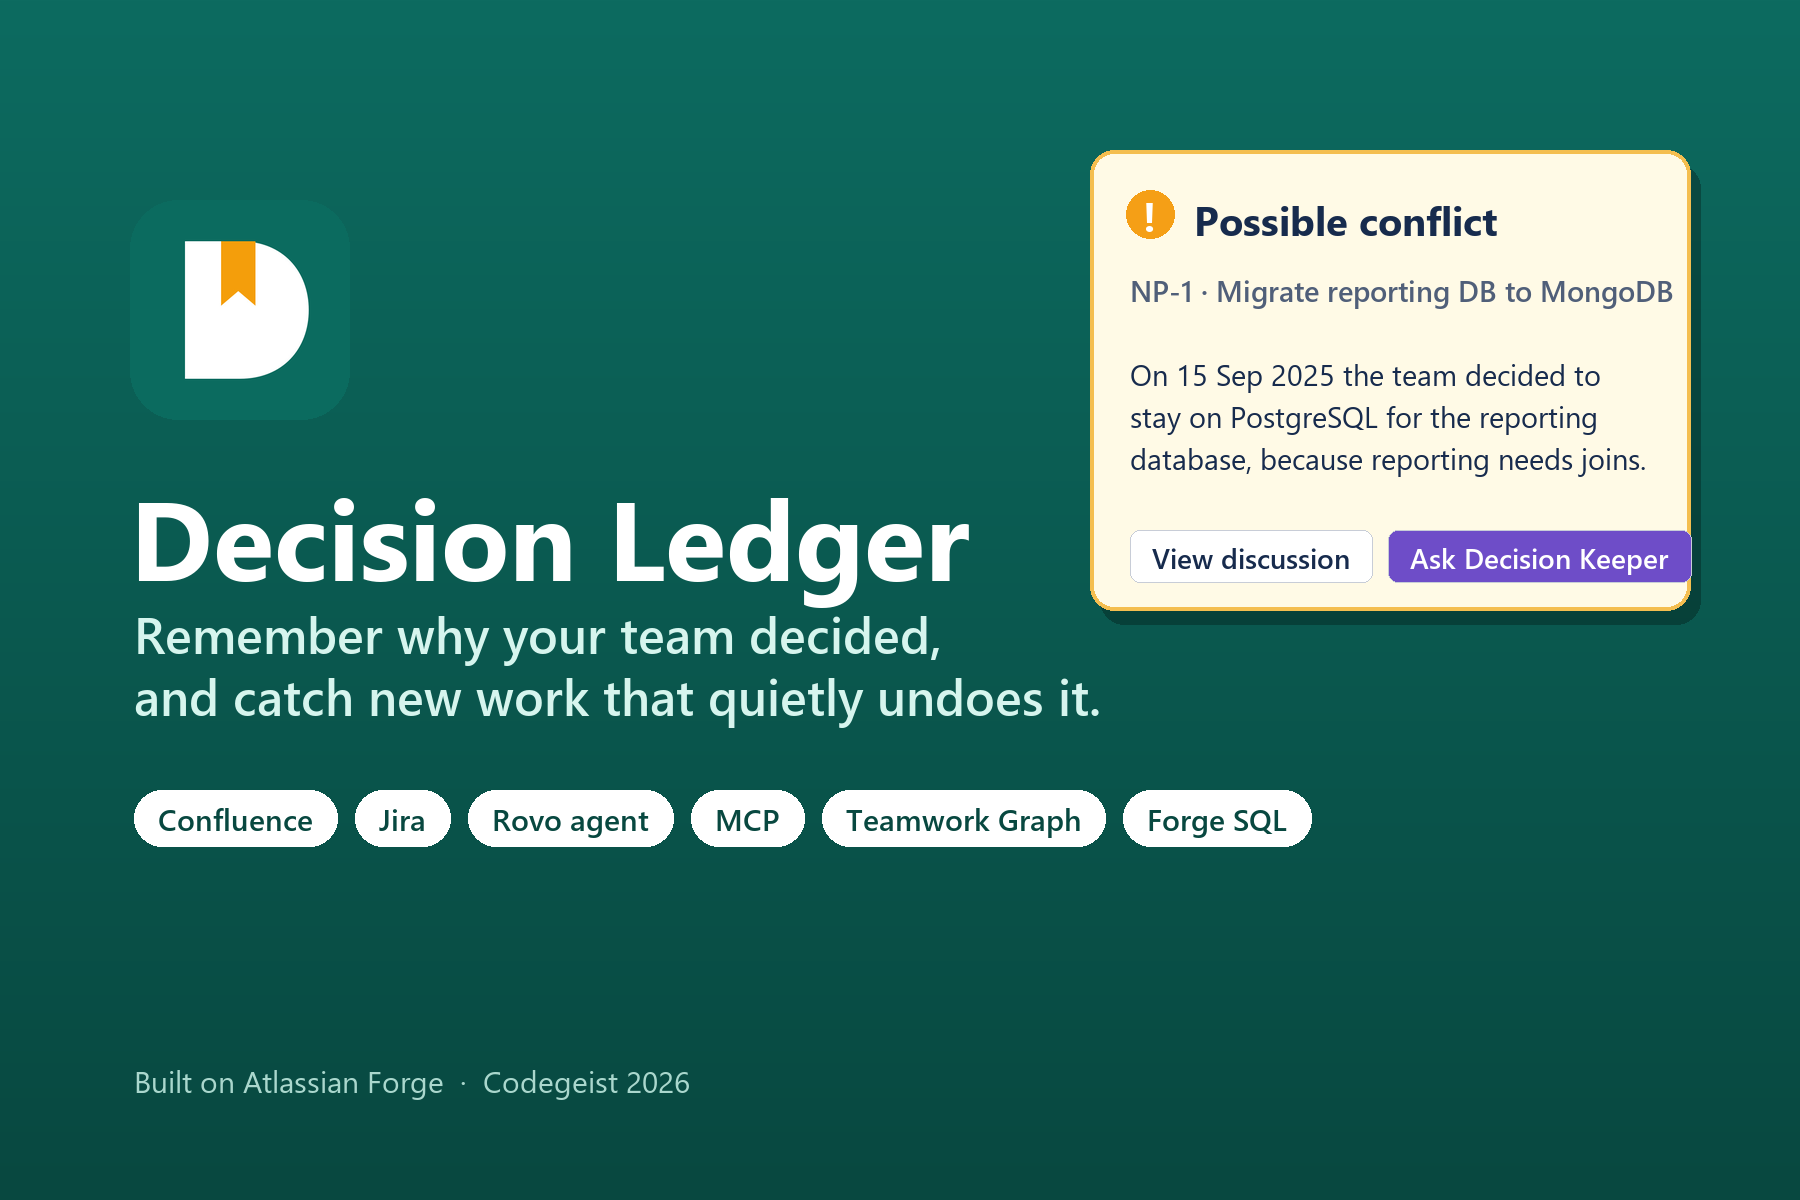 D
Decision Ledger
Remember why your team decided,
and catch new work that quietly undoes it.
Confluence
Jira
Rovo agent
MCP
Teamwork Graph
Forge SQL
Built on Atlassian Forge · Codegeist 2026
!
Possible conflict
NP-1 · Migrate reporting DB to MongoDB
On 15 Sep 2025 the team decided to
stay on PostgreSQL for the reporting
database, because reporting needs joins.
View discussion
Ask Decision Keeper